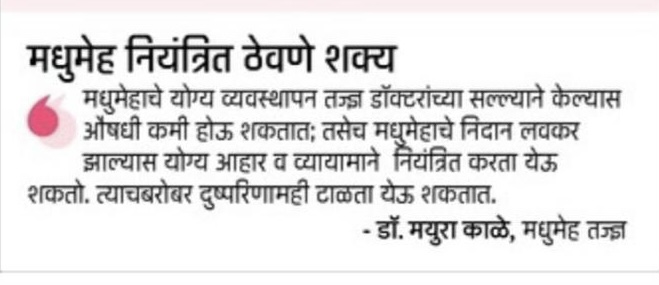 मधुमेह नियंत्रित ठेवणे शक्य
मधुमेहाचे योग्य व्यवस्थापन तज्ज्ञ डॉक्टरांच्या सल्ल्याने केल्यास
औषधी कमी होऊ शकतात; तसेच मधुमेहाचे निदान लवकर
झाल्यास योग्य आहार व व्यायामाने नियंत्रित करता येऊ
शकतो. त्याचबरोबर दुष्परिणामही टाळता येऊ शकतात.
- डॉ. मयुरा काळे, मधुमेह तज्ज्ञ